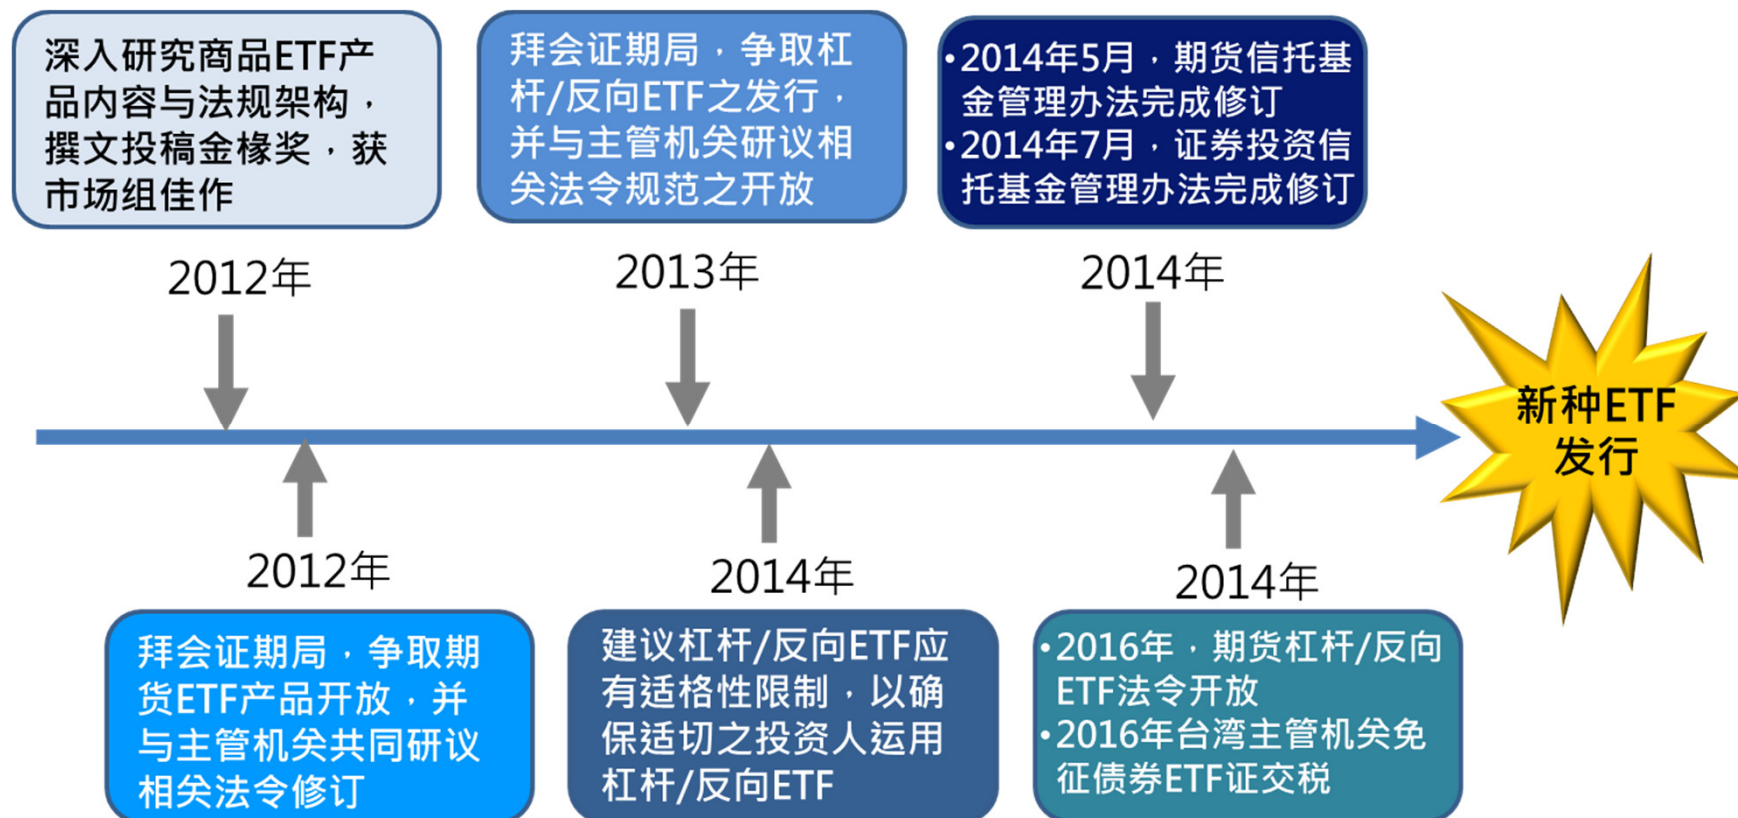 深入研究商品ETF产
品内容与法规架构，
撰文投稿金椽奖，获
市场组佳作
拜会证期局，争取杠
杆/反向ETF之发行，
并与主管机关研议相
关法令规范之开放
•2014年5月，期货信托基
金管理办法完成修订
•2014年7月，证券投资信
托基金管理办法完成修订
2012年
2013年
2014年
新种ETF
发行
2012年
2014年
2014年
拜会证期局，争取期
货ETF产品开放，并
与主管机关共同研议
相关法令修订
建议杠杆/反向ETF应
有适格性限制，以确
保适切之投资人运用
杠杆/反向ETF
•2016年，期货杠杆/反向
ETF法令开放
•2016年台湾主管机关免
征债券ETF证交税